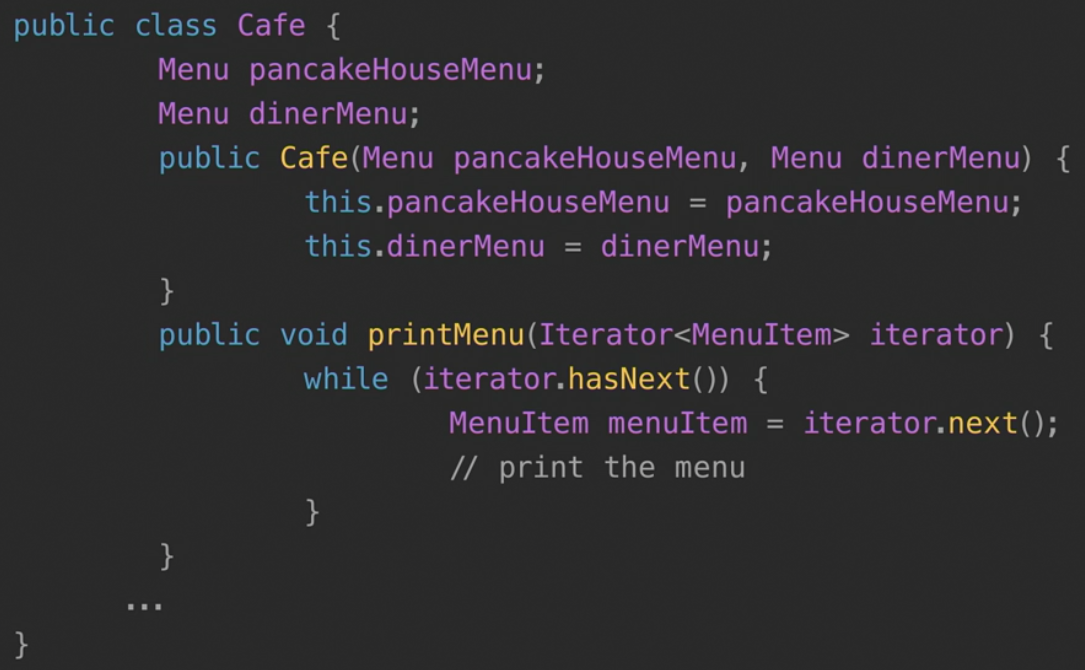 public class Cafe {
Menu pancakeHouseMenu;
Menu dinerMenu;
public Cafe(Menu pancakeHouseMenu, Menu dinerMenu) {
this.pancakeHouseMenu = pancakeHouseMenu;
this.dinerMenu = dinerMenu;
}
public void printMenu(Iterator<MenuItem> iterator) {
while (iterator.hasNext()) {
MenuItem menuItem = iterator.next();
// print the menu
}
}
...
}